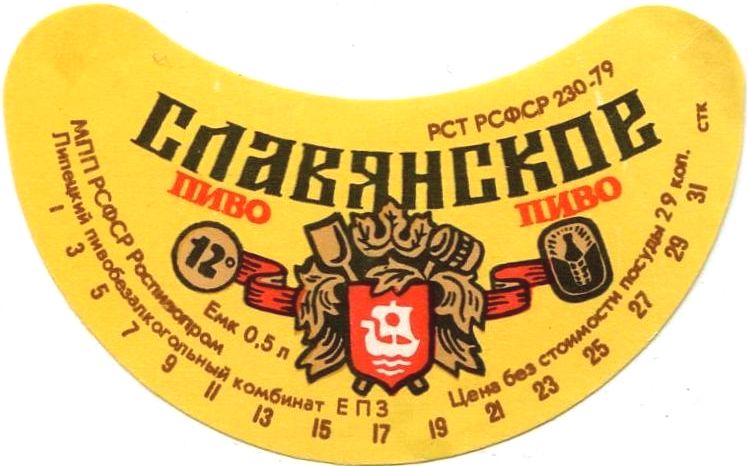 РСТ РСФСР 230-79
СЛАВЯНСКОЕ
ПИВО ПИВО
12°
Емк 0,5 л
МПП РСФСР Роспивопром
Липецкий пивобезалкогольный комбинат ЕПЗ
Цена без стоимости посуды 29 коп. СТК
1 3 5 7 9 11 13 15 17 19 21 23 25 27 29 31